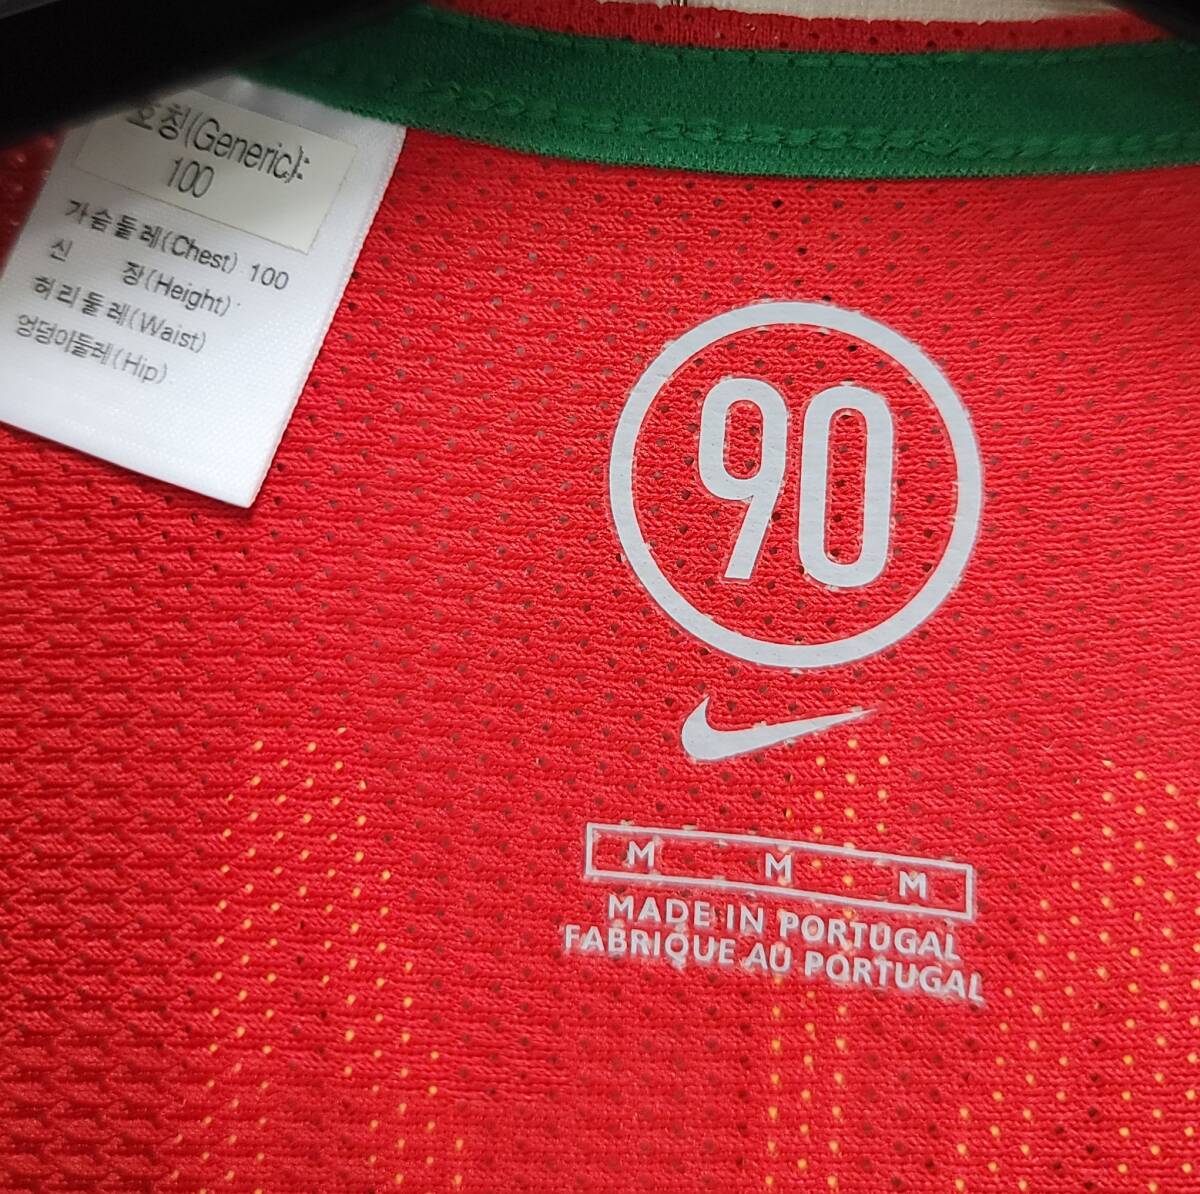 호칭(Generic):
100
가슴둘레(Chest) 100
신 장(Height)
허리둘레(Waist)
엉덩이둘레(Hip)
90
M M M
MADE IN PORTUGAL
FABRIQUE AU PORTUGAL